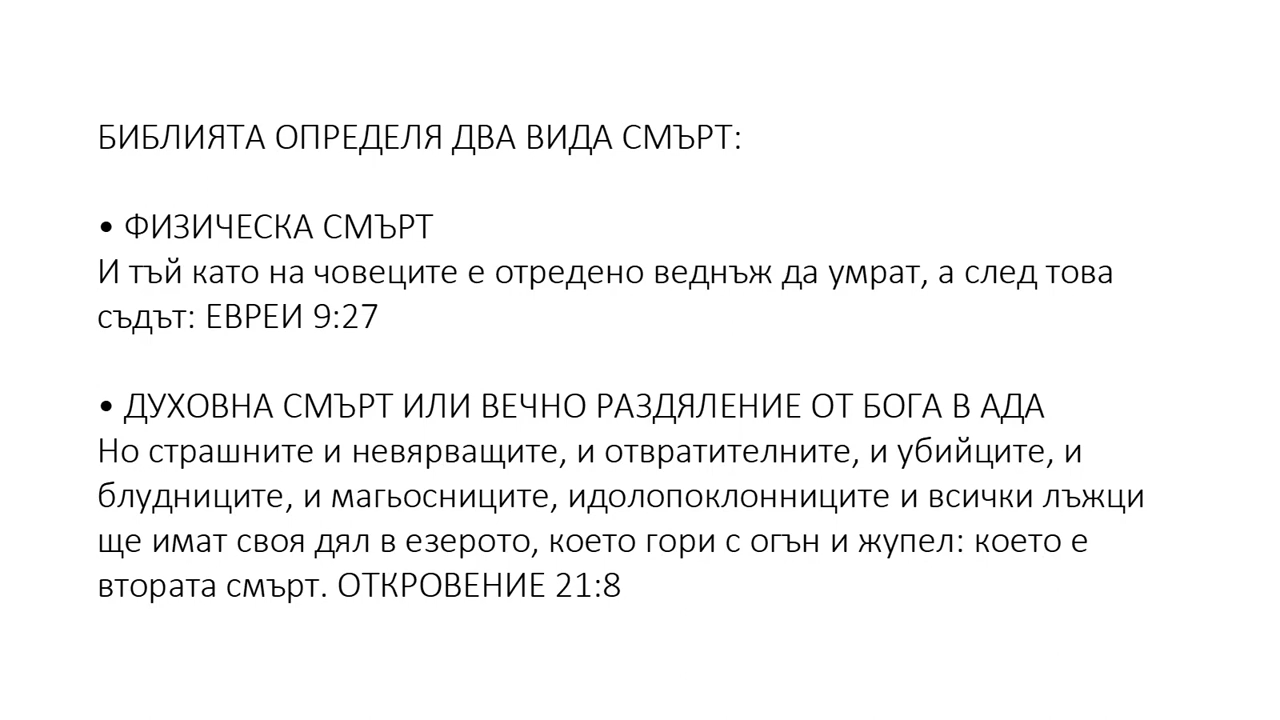 БИБЛИЯТА ОПРЕДЕЛЯ ДВА ВИДА СМЪРТ:
• ФИЗИЧЕСКА СМЪРТ
И тъй като на човеците е отредено веднъж да умрат, а след това
съдът: ЕВРЕИ 9:27
• ДУХОВНА СМЪРТ ИЛИ ВЕЧНО РАЗДЯЛЕНИЕ ОТ БОГА В АДА
Но страшните и невярващите, и отвратителните, и убийците, и
блудниците, и магьосниците, идолопоклонниците и всички лъжци
ще имат своя дял в езерото, което гори с огън и жупел: което е
втората смърт. ОТКРОВЕНИЕ 21:8